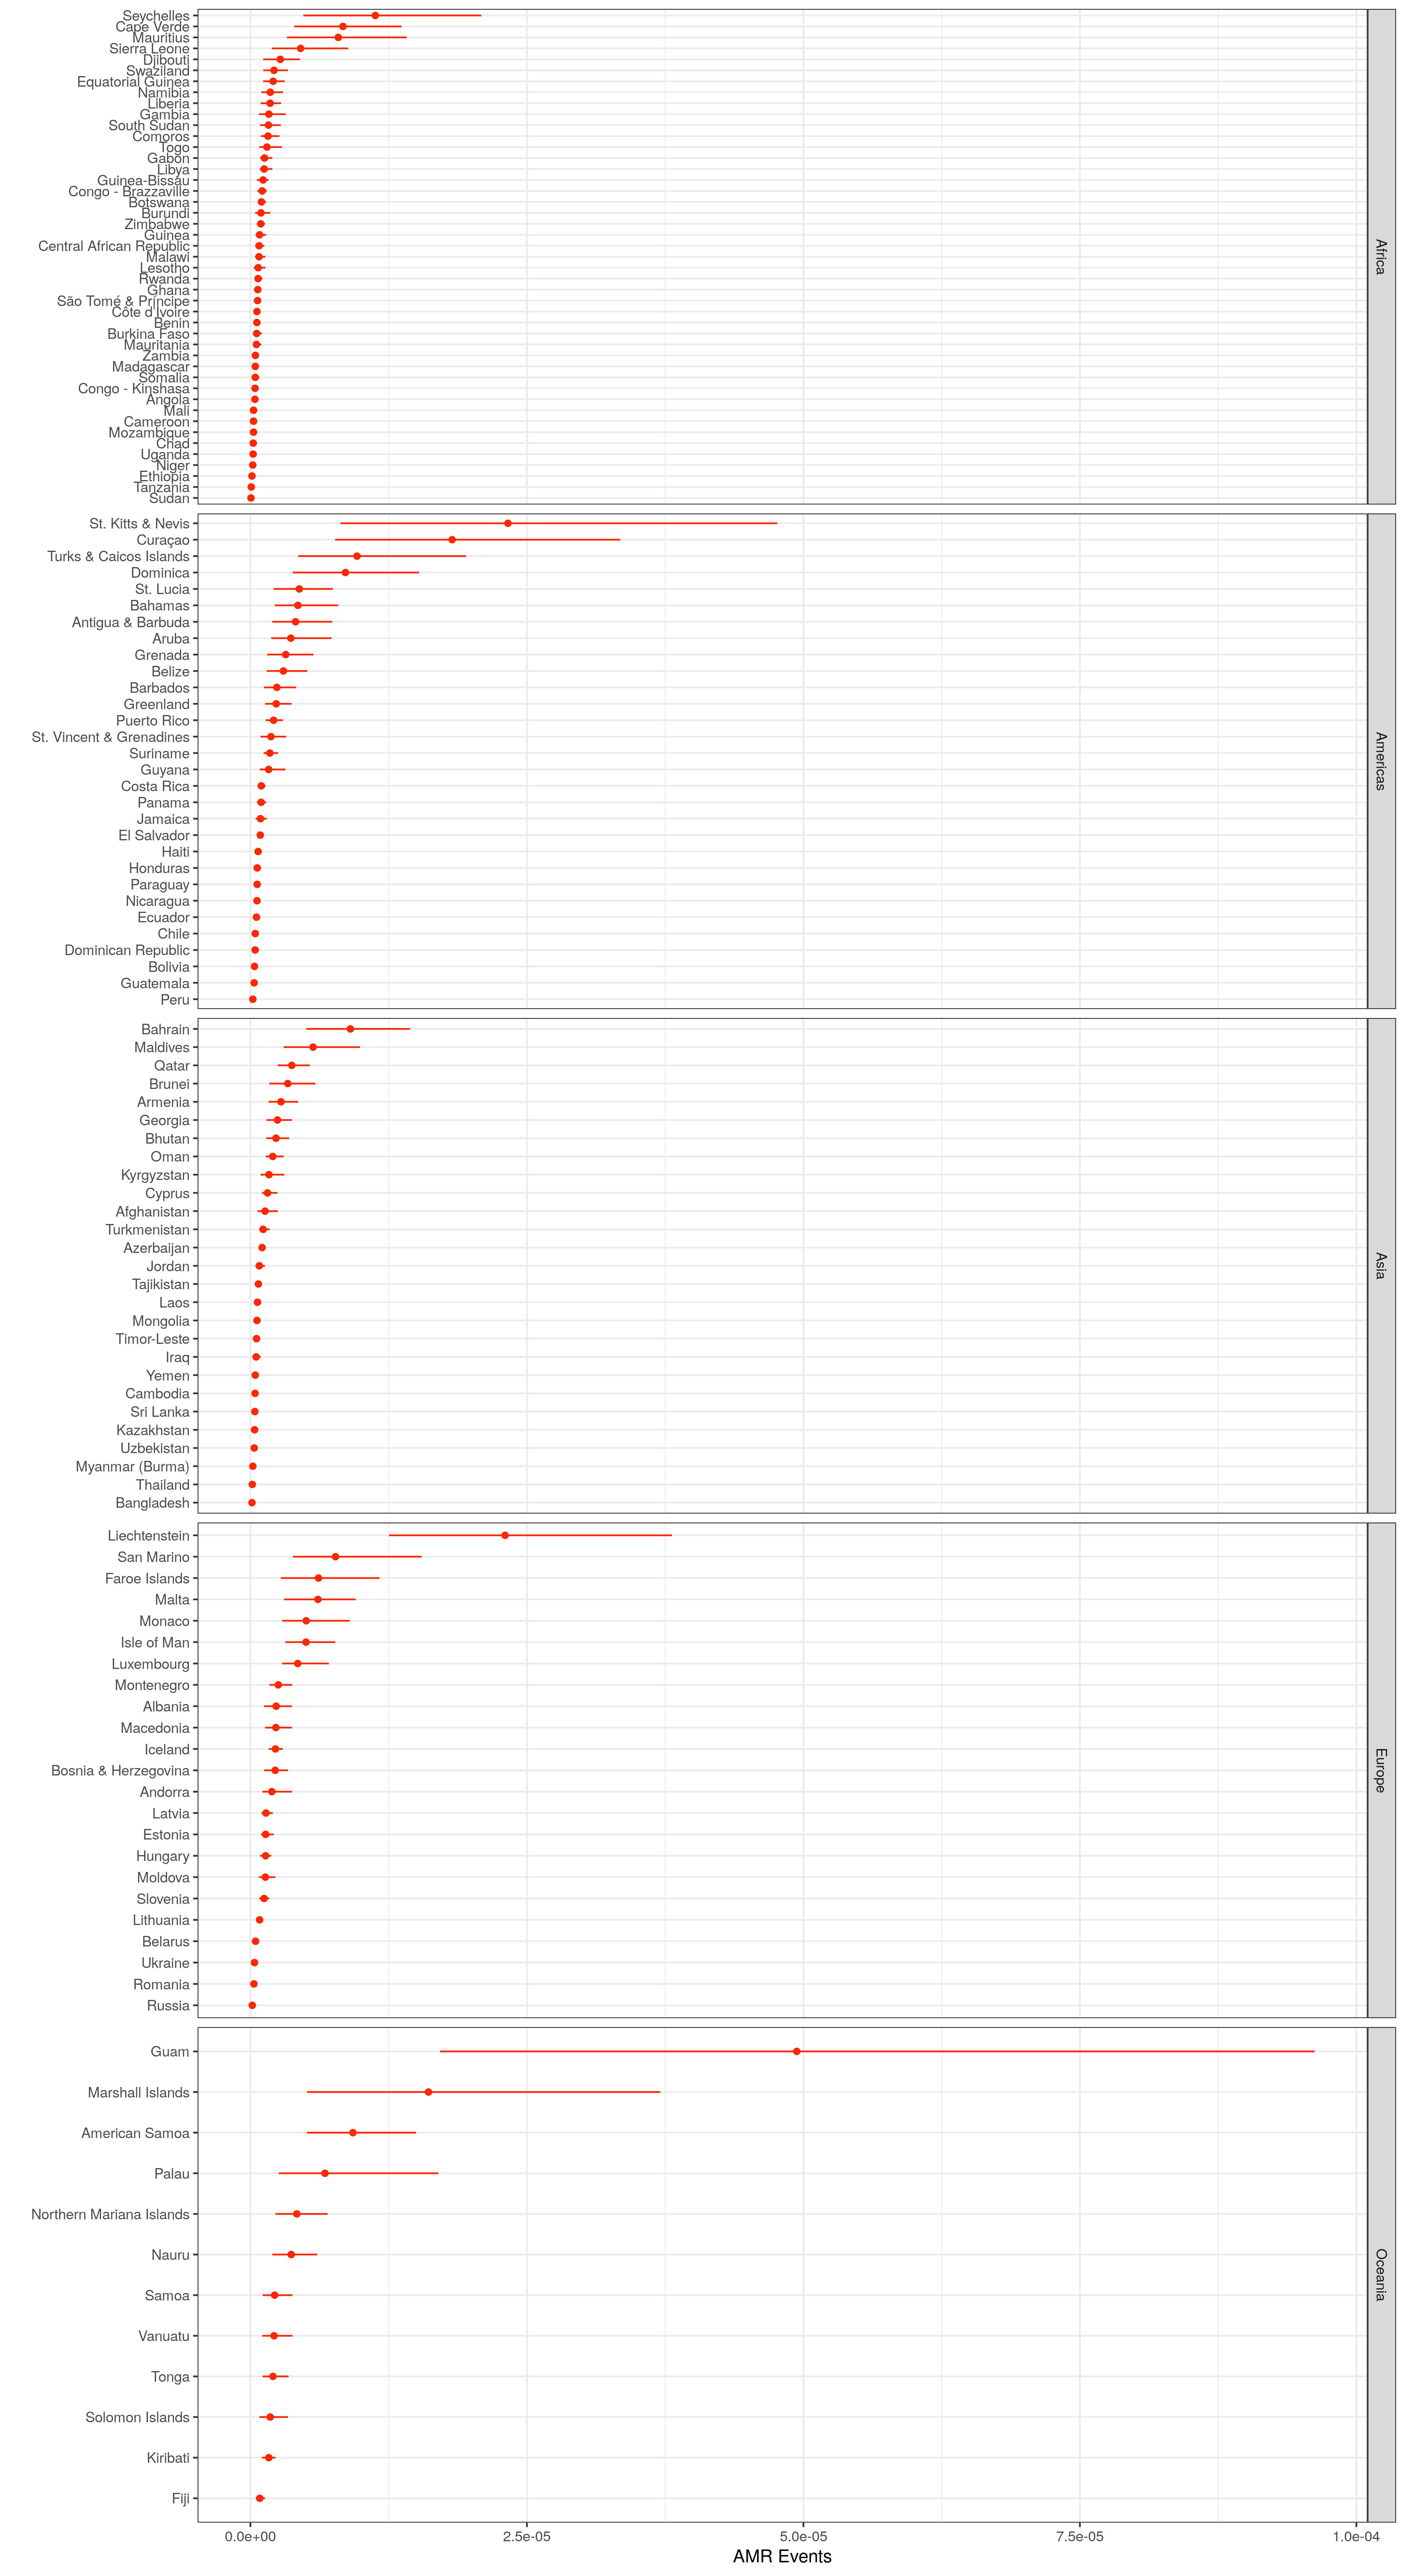 Seychelles
Cape Verde
Mauritius
Sierra Leone
Djibouti
Swaziland
Equatorial Guinea
Namibia
Liberia
Gambia
South Sudan
Comoros
Togo
Gabon
Libya
Guinea-Bissau
Congo - Brazzaville
Botswana
Burundi
Zimbabwe
Guinea
Central African Republic
Malawi
Lesotho
Rwanda
Ghana
São Tomé & Príncipe
Côte d'Ivoire
Benin
Burkina Faso
Mauritania
Zambia
Madagascar
Somalia
Congo - Kinshasa
Angola
Mali
Cameroon
Mozambique
Chad
Uganda
Niger
Ethiopia
Tanzania
Sudan
Africa
St. Kitts & Nevis
Curaçao
Turks & Caicos Islands
Dominica
St. Lucia
Bahamas
Antigua & Barbuda
Aruba
Grenada
Belize
Barbados
Greenland
Puerto Rico
St. Vincent & Grenadines
Suriname
Guyana
Costa Rica
Panama
Jamaica
El Salvador
Haiti
Honduras
Paraguay
Nicaragua
Ecuador
Chile
Dominican Republic
Bolivia
Guatemala
Peru
Americas
Bahrain
Maldives
Qatar
Brunei
Armenia
Georgia
Bhutan
Oman
Kyrgyzstan
Cyprus
Afghanistan
Turkmenistan
Azerbaijan
Jordan
Tajikistan
Laos
Mongolia
Timor-Leste
Iraq
Yemen
Cambodia
Sri Lanka
Kazakhstan
Uzbekistan
Myanmar (Burma)
Thailand
Bangladesh
Asia
Liechtenstein
San Marino
Faroe Islands
Malta
Monaco
Isle of Man
Luxembourg
Montenegro
Albania
Macedonia
Iceland
Bosnia & Herzegovina
Andorra
Latvia
Estonia
Hungary
Moldova
Slovenia
Lithuania
Belarus
Ukraine
Romania
Russia
Europe
Guam
Marshall Islands
American Samoa
Palau
Northern Mariana Islands
Nauru
Samoa
Vanuatu
Tonga
Solomon Islands
Kiribati
Fiji
Oceania
0.0e+00 2.5e-05 5.0e-05 7.5e-05 1.0e-04
AMR Events